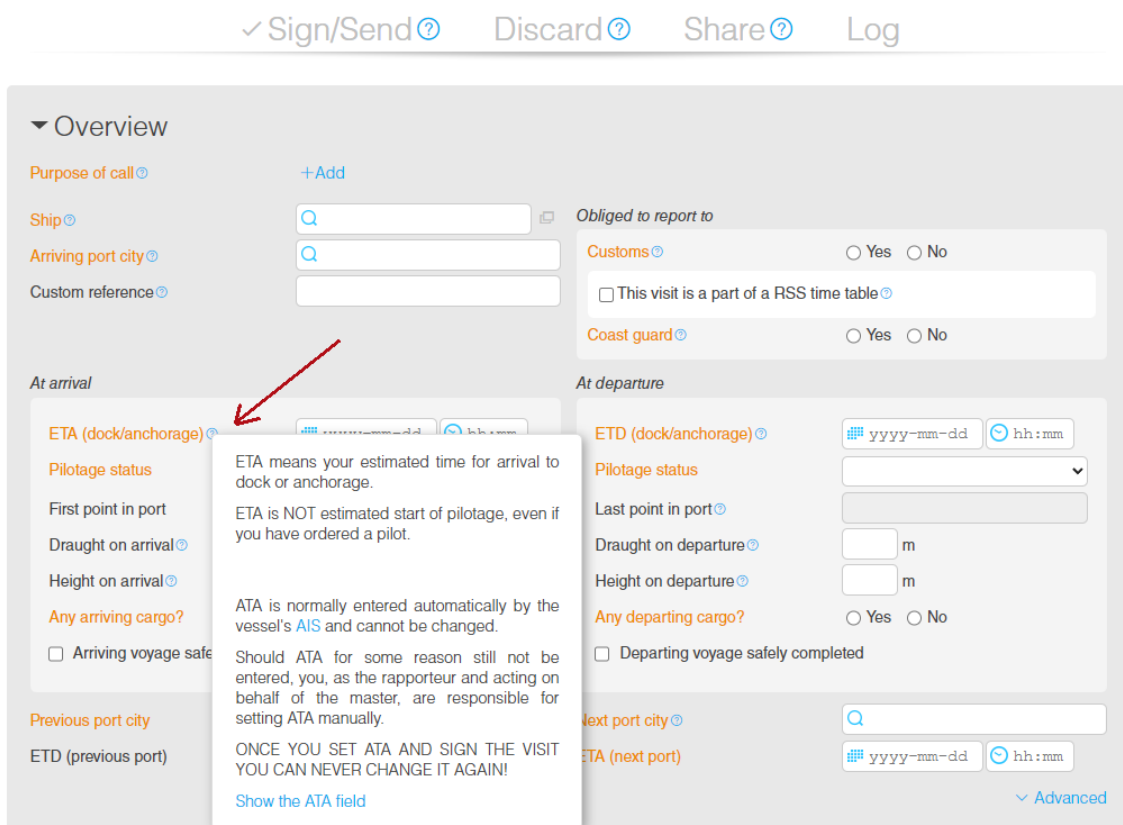 Sign/Send
Discard
Share
Log
Overview
Purpose of call
+Add
Ship
Arriving port city
Custom reference
Obliged to report to
Customs
Yes
No
This visit is a part of a RSS time table
Coast guard
Yes
No
At arrival
ETA (dock/anchorage)
yyyy-mm-dd
hh:mm
Pilotage status
First point in port
Draught on arrival
Height on arrival
Any arriving cargo?
Arriving voyage safe
Previous port city
ETD (previous port)
ETA means your estimated time for arrival to
dock or anchorage.
ETA is NOT estimated start of pilotage, even if
you have ordered a pilot.
ATA is normally entered automatically by the
vessel's AIS and cannot be changed.
Should ATA for some reason still not be
entered, you, as the rapporteur and acting on
behalf of the master, are responsible for
setting ATA manually.
ONCE YOU SET ATA AND SIGN THE VISIT
YOU CAN NEVER CHANGE IT AGAIN!
Show the ATA field
At departure
ETD (dock/anchorage)
yyyy-mm-dd
hh:mm
Pilotage status
Last point in port
Draught on departure
m
Height on departure
m
Any departing cargo?
Yes
No
Departing voyage safely completed
Next port city
ETA (next port)
yyyy-mm-dd
hh:mm
Advanced